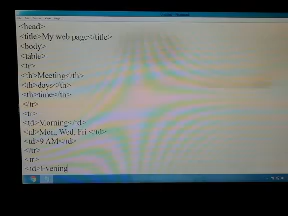 <head>
<title>My web page</title>
<body>
<table>
<tr>
<th>Meeting</th>
<th>days</th>
<th>time</th>
</tr>
<tr>
<td>Morning</td>
<td>Mon, Wed, Fri </td>
<td>9 AM</td>
</tr>
<tr>
<td>Evening